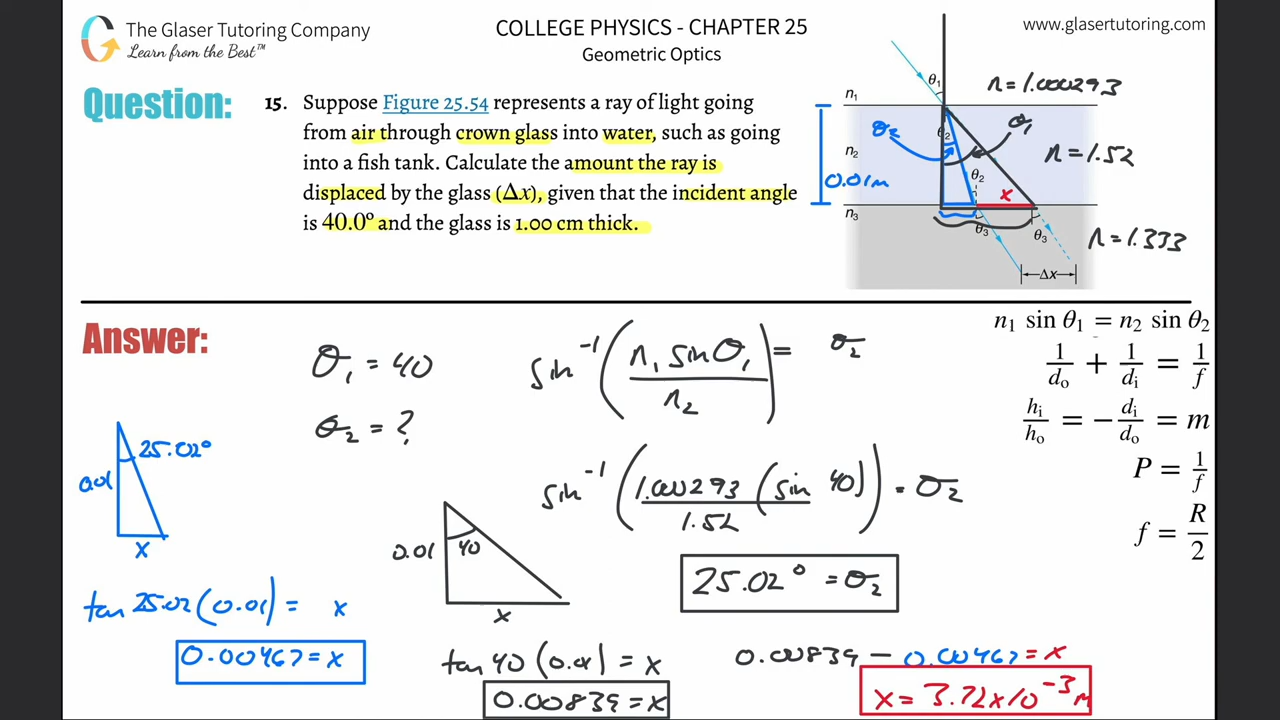 The Glaser Tutoring Company
Learn from the Best™
COLLEGE PHYSICS - CHAPTER 25
Geometric Optics
www.glasertutoring.com
Question:
15. Suppose Figure 25.54 represents a ray of light going
from air through crown glass into water, such as going
into a fish tank. Calculate the amount the ray is
displaced by the glass (Δx), given that the incident angle
is 40.0° and the glass is 1.00 cm thick.
θ₁
n₁
n = 1.000293
θ₂
θ₂
θ₁
n₂
n = 1.52
0.01m
θ₂
x
n₃
θ₃
θ₃
n = 1.333
Δx
Answer:
θ₁ = 40
θ₂ = ?
sin⁻¹ (n₁ sin θ₁ / n₂) = θ₂
sin⁻¹ (1.000293 (sin 40) / 1.52) = θ₂
25.02° = θ₂
n₁ sin θ₁ = n₂ sin θ₂
1/dₒ + 1/dᵢ = 1/f
hᵢ/hₒ = − dᵢ/dₒ = m
P = 1/f
f = R/2
25.02°
0.01
x
tan 25.02 (0.01) = x
0.00467 = x
0.01
40
x
tan 40 (0.01) = x
0.00839 = x
0.00839 − 0.00467 = x
x = 3.72 x 10⁻³ m